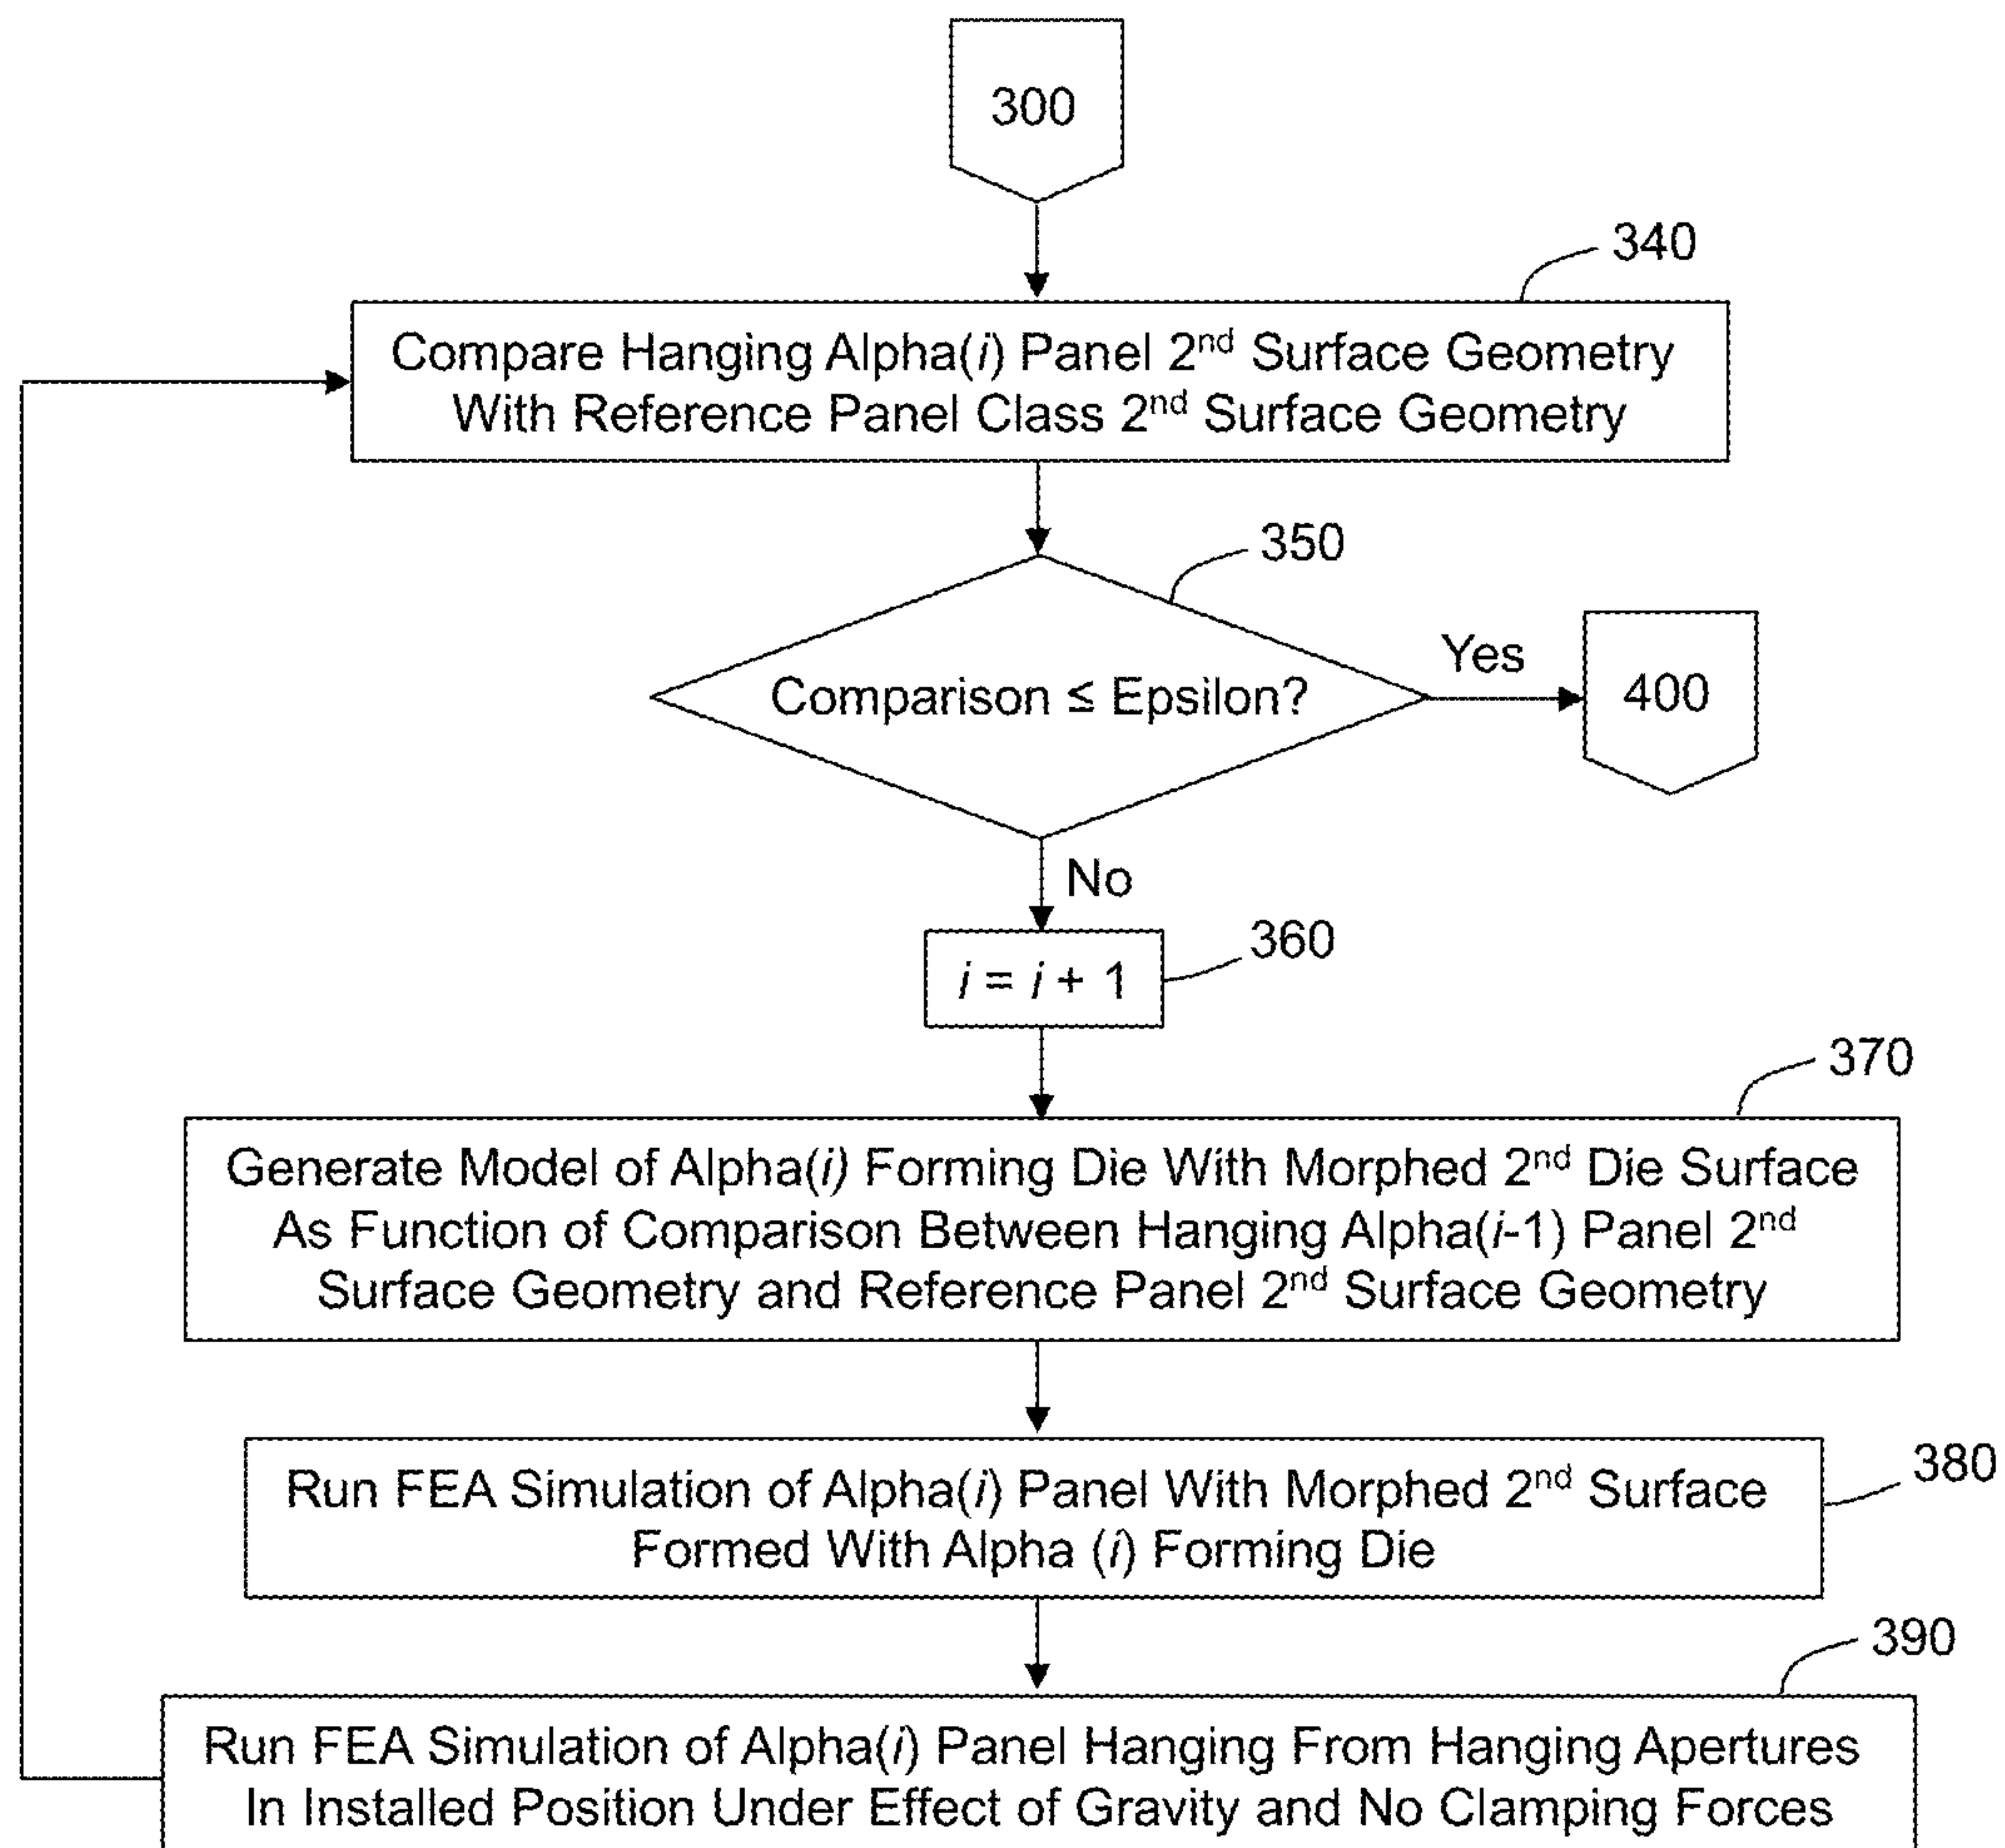 300
340
Compare Hanging Alpha(i) Panel 2nd Surface Geometry
With Reference Panel Class 2nd Surface Geometry
350
Comparison ≤ Epsilon?
Yes
400
No
360
i = i + 1
370
Generate Model of Alpha(i) Forming Die With Morphed 2nd Die Surface
As Function of Comparison Between Hanging Alpha(i-1) Panel 2nd
Surface Geometry and Reference Panel 2nd Surface Geometry
380
Run FEA Simulation of Alpha(i) Panel With Morphed 2nd Surface
Formed With Alpha (i) Forming Die
390
Run FEA Simulation of Alpha(i) Panel Hanging From Hanging Apertures
In Installed Position Under Effect of Gravity and No Clamping Forces